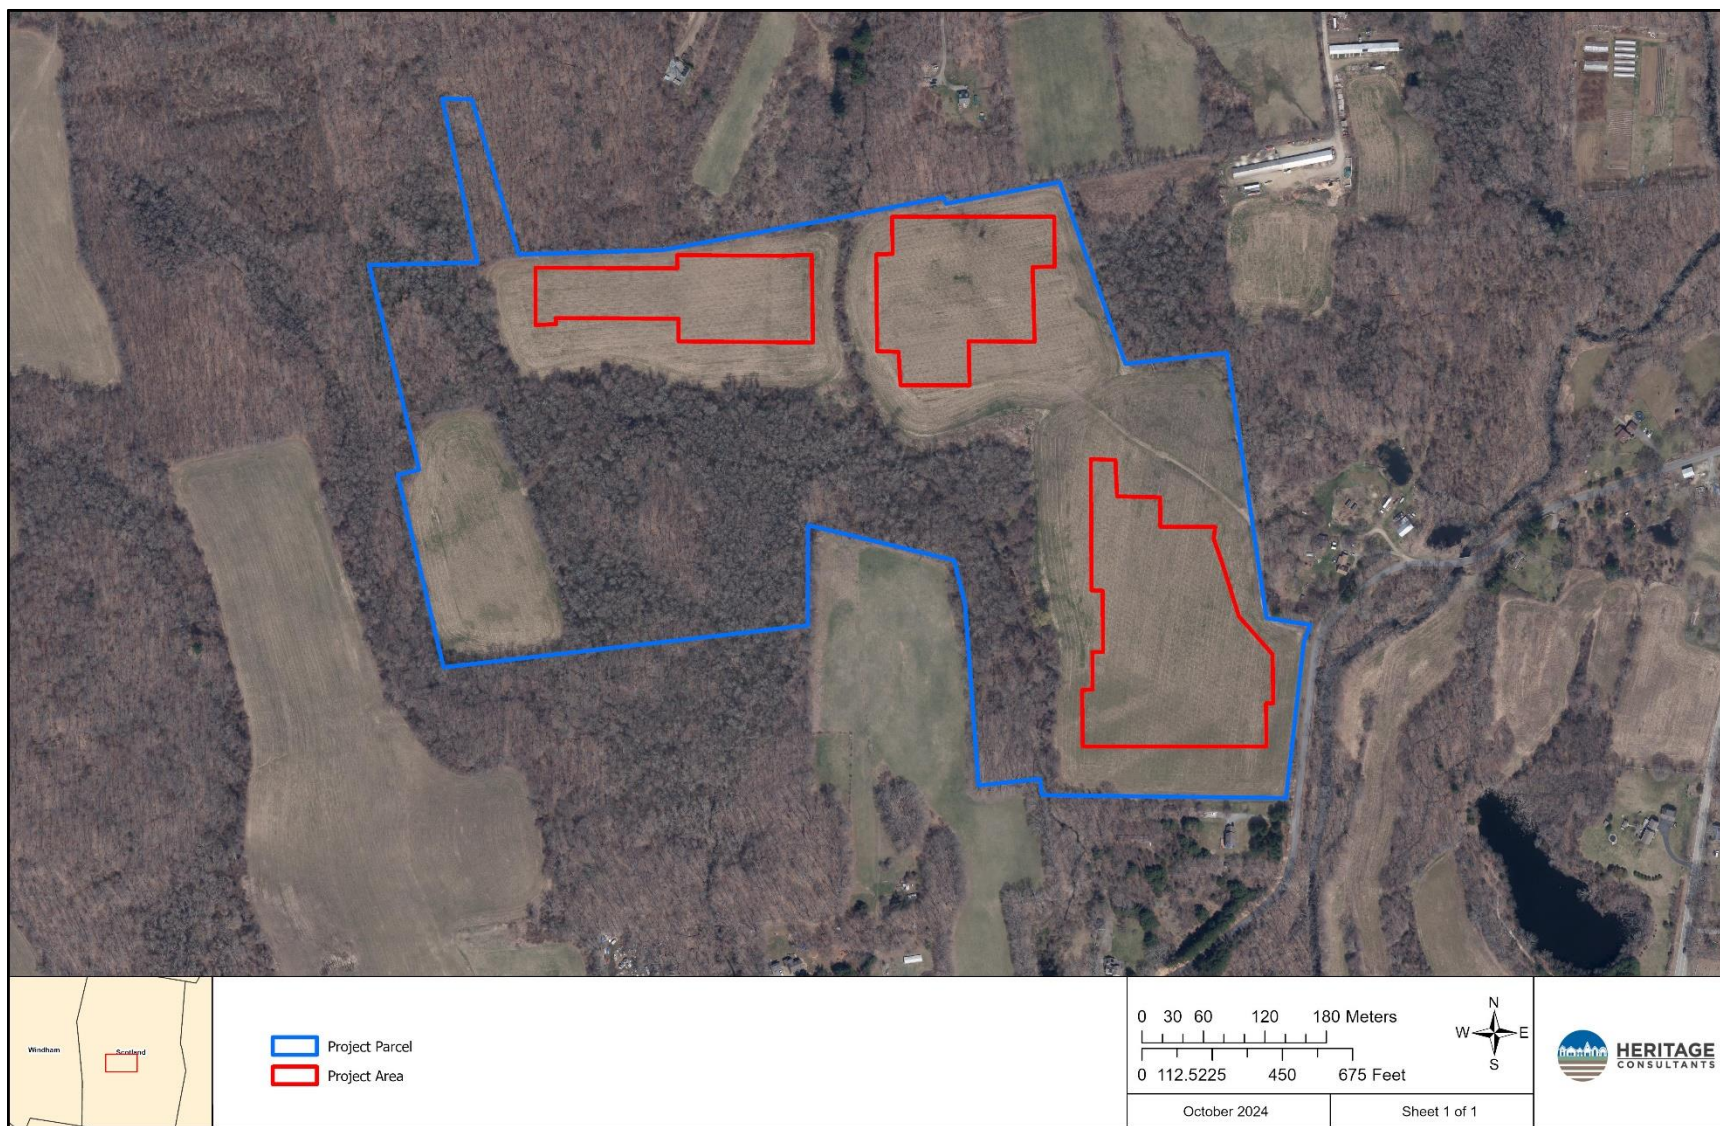 Windham
Scotland
Project Parcel
Project Area
0 30 60 120 180 Meters
0 112.5225 450 675 Feet
N
W E
S
October 2024
Sheet 1 of 1
HERITAGE
CONSULTANTS